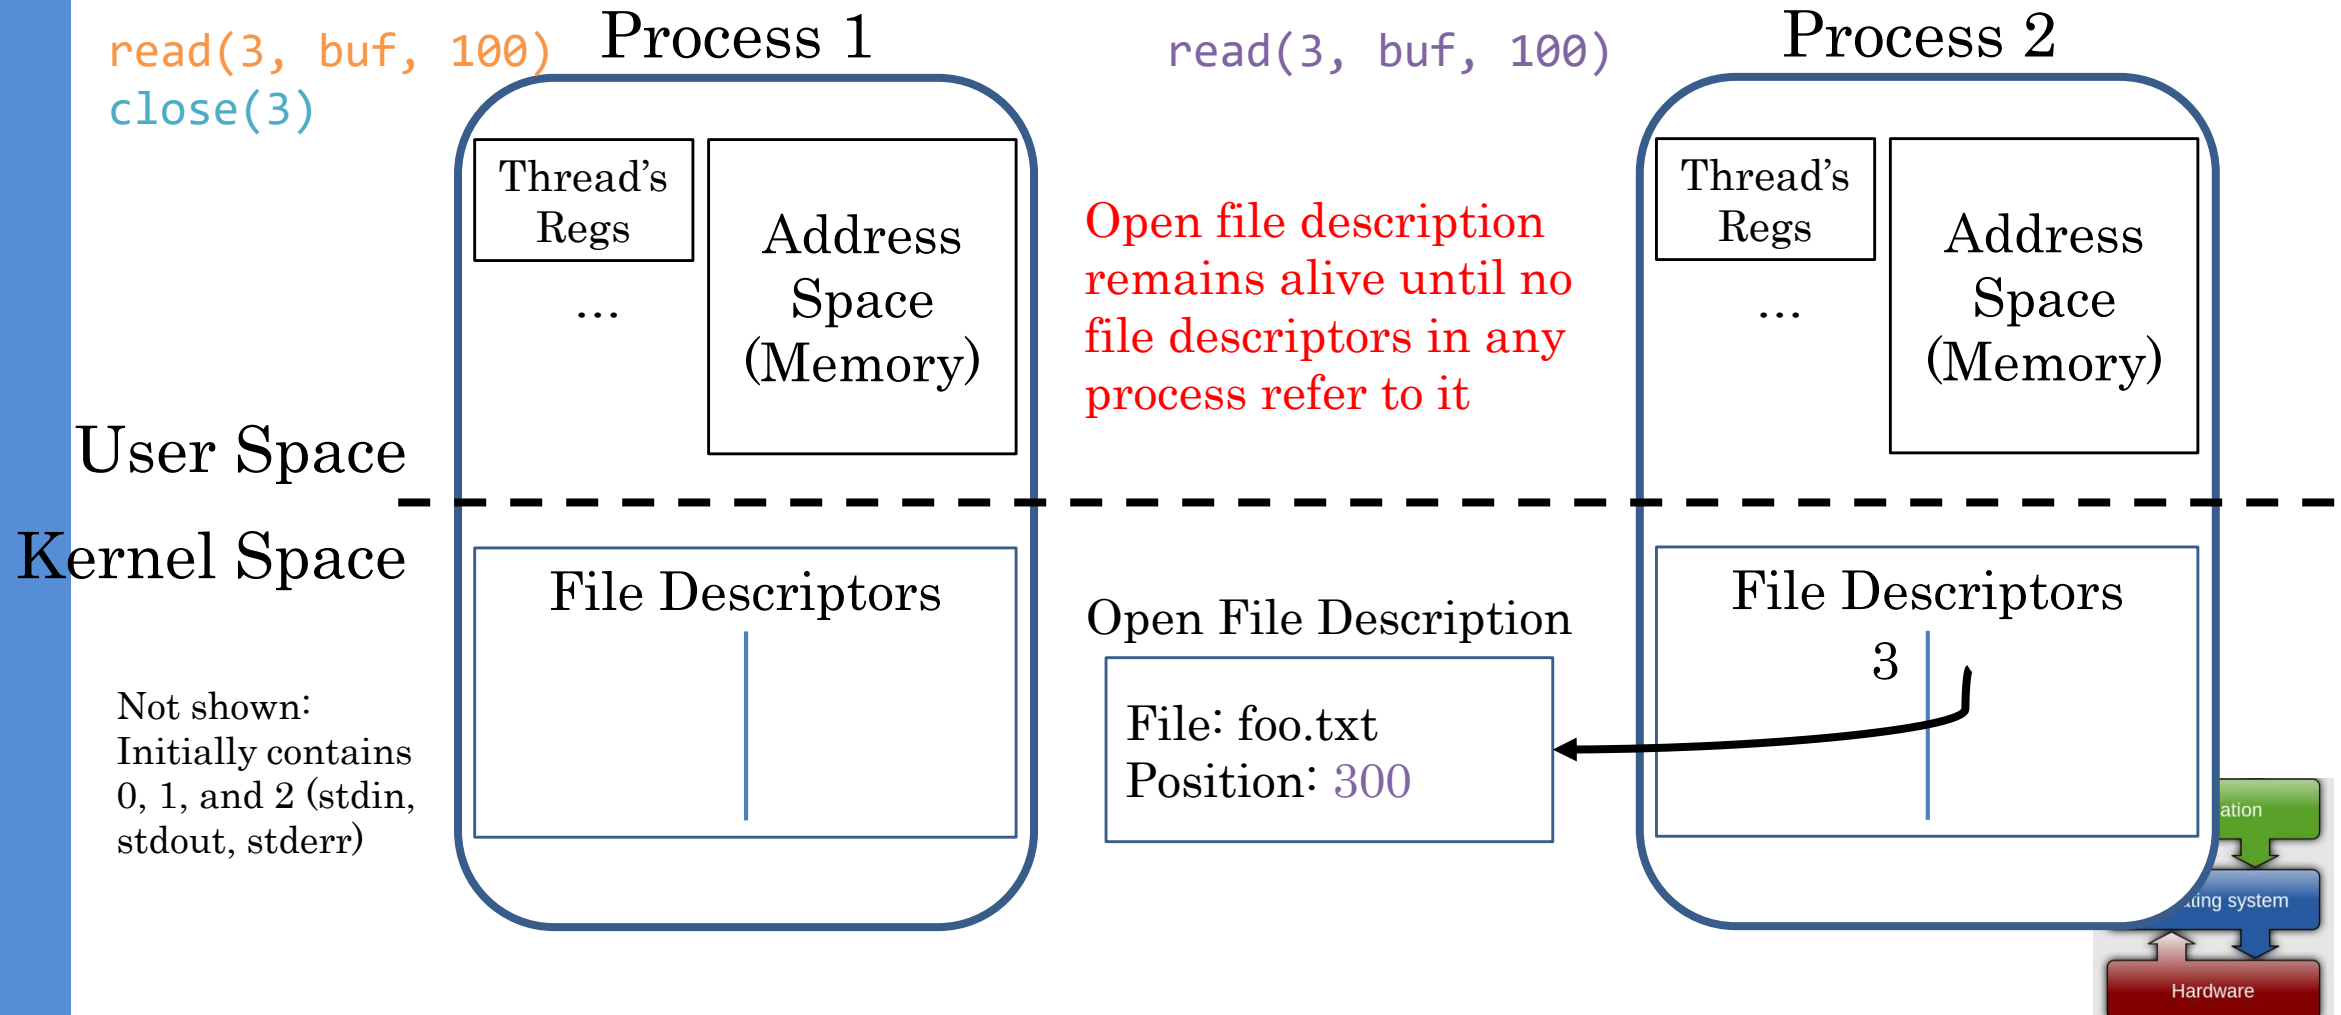 read(3, buf, 100)
close(3)
Process 1
read(3, buf, 100)
Process 2
Thread’s
Regs
...
Address
Space
(Memory)
Open file description
remains alive until no
file descriptors in any
process refer to it
Thread’s
Regs
...
Address
Space
(Memory)
User Space
Kernel Space
File Descriptors
Not shown:
Initially contains
0, 1, and 2 (stdin,
stdout, stderr)
Open File Description
File: foo.txt
Position: 300
File Descriptors
3
system
Hardware